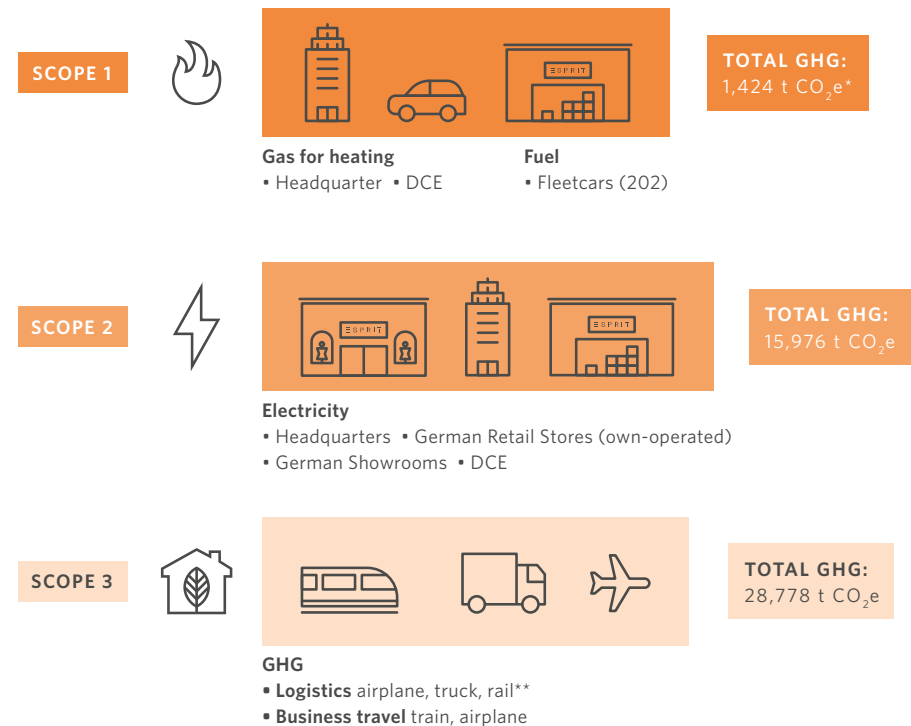 SCOPE 1
ESPRIT
TOTAL GHG:
1,424 t CO₂e*
Gas for heating
• Headquarter • DCE
Fuel
• Fleetcars (202)
SCOPE 2
ESPRIT
ESPRIT
TOTAL GHG:
15,976 t CO₂e
Electricity
• Headquarters • German Retail Stores (own-operated)
• German Showrooms • DCE
SCOPE 3
TOTAL GHG:
28,778 t CO₂e
GHG
• Logistics airplane, truck, rail**
• Business travel train, airplane